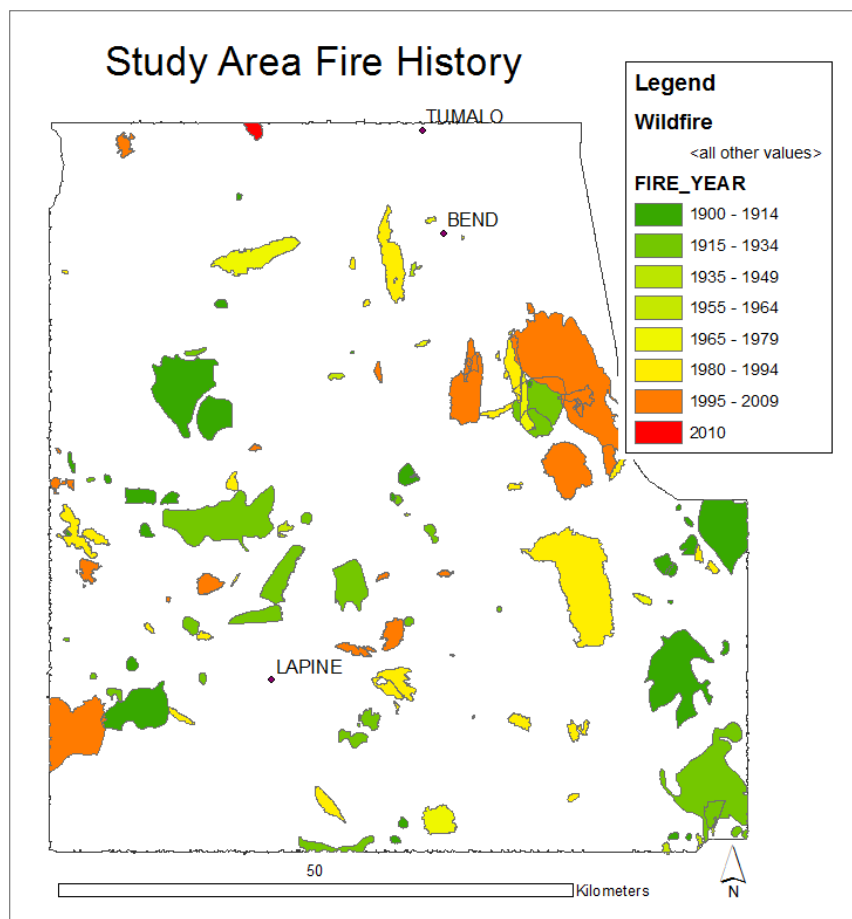 Study Area Fire History
Legend
Wildfire
<all other values>
FIRE_YEAR
1900 - 1914
1915 - 1934
1935 - 1949
1955 - 1964
1965 - 1979
1980 - 1994
1995 - 2009
2010
TUMALO
BEND
LAPINE
50
Kilometers
N